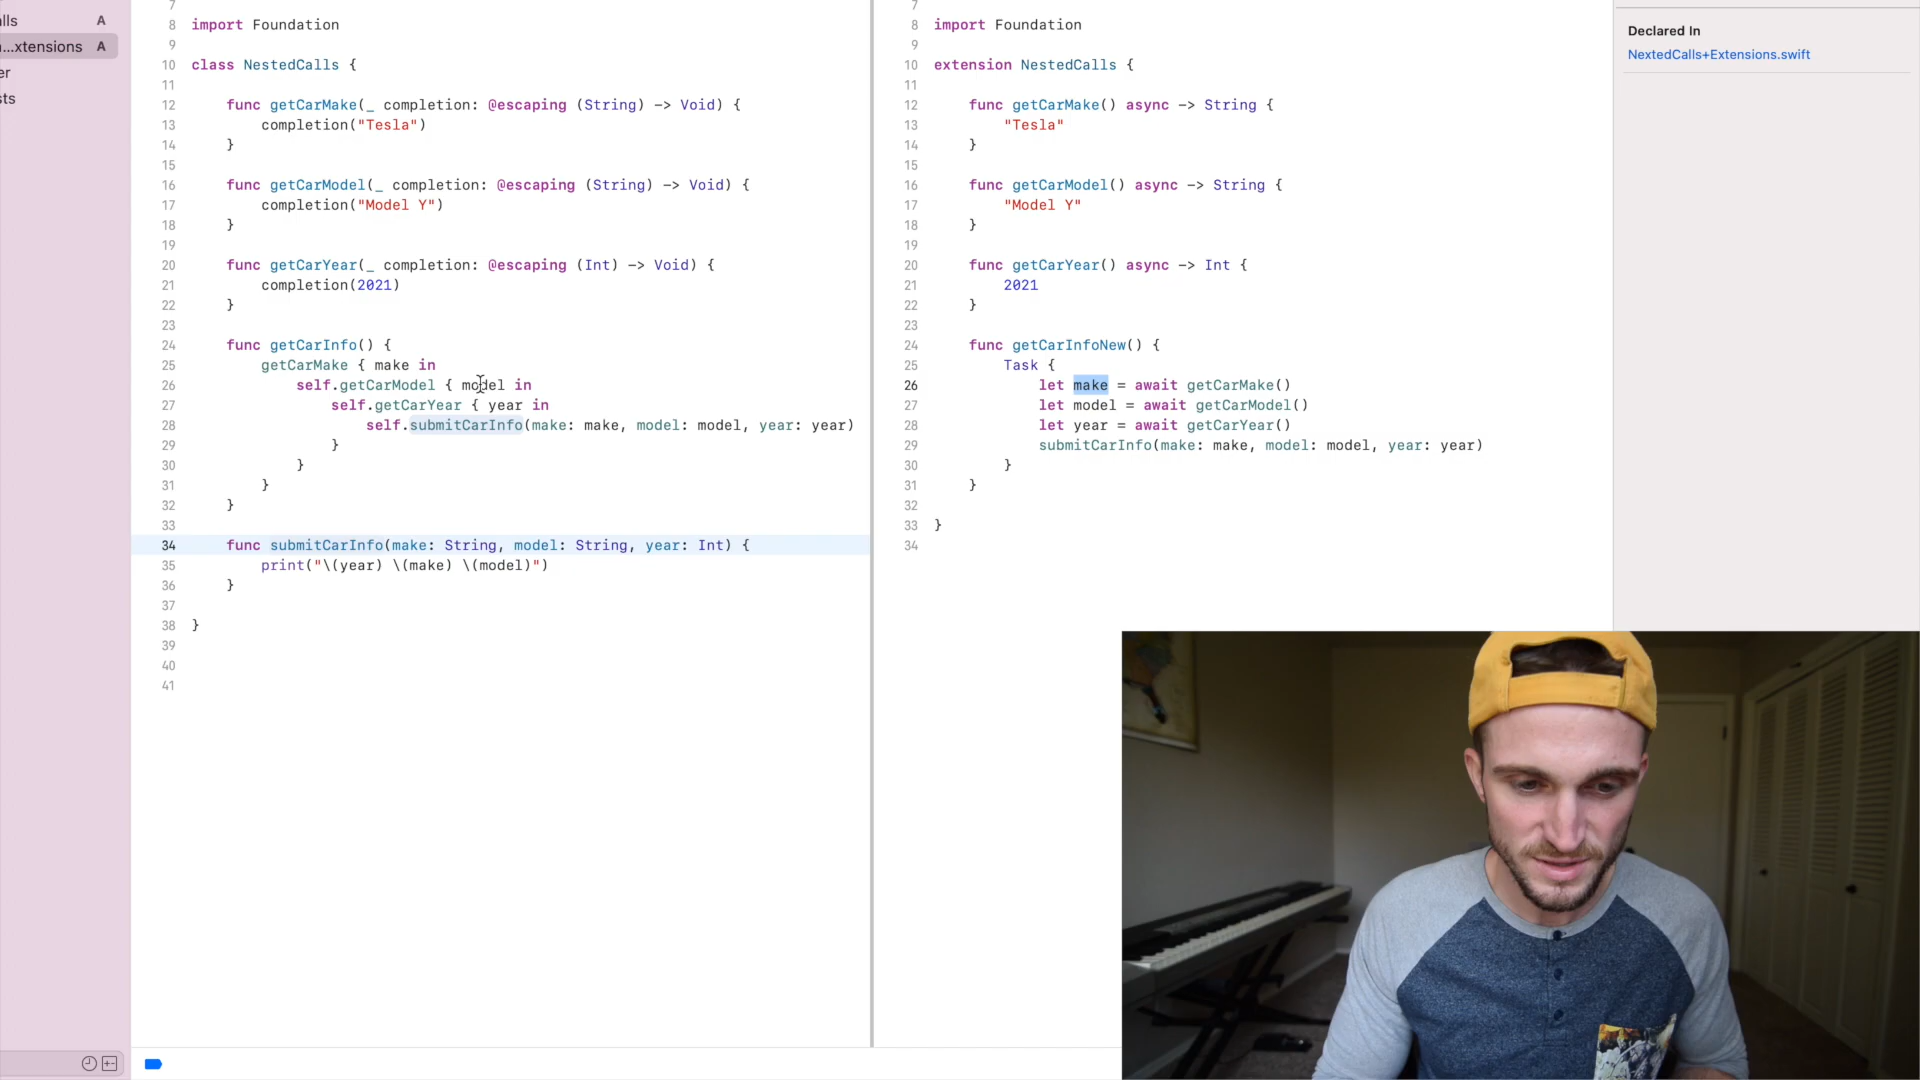 lls A
...xtensions A
er
sts
7
8 import Foundation
9
10 class NestedCalls {
11
12 func getCarMake(_ completion: @escaping (String) -> Void) {
13 completion("Tesla")
14 }
15
16 func getCarModel(_ completion: @escaping (String) -> Void) {
17 completion("Model Y")
18 }
19
20 func getCarYear(_ completion: @escaping (Int) -> Void) {
21 completion(2021)
22 }
23
24 func getCarInfo() {
25 getCarMake { make in
26 self.getCarModel { model in
27 self.getCarYear { year in
28 self.submitCarInfo(make: make, model: model, year: year)
29 }
30 }
31 }
32 }
33
34 func submitCarInfo(make: String, model: String, year: Int) {
35 print("\(year) \(make) \(model)")
36 }
37
38 }
39
40
41
7
8 import Foundation
9
10 extension NestedCalls {
11
12 func getCarMake() async -> String {
13 "Tesla"
14 }
15
16 func getCarModel() async -> String {
17 "Model Y"
18 }
19
20 func getCarYear() async -> Int {
21 2021
22 }
23
24 func getCarInfoNew() {
25 Task {
26 let make = await getCarMake()
27 let model = await getCarModel()
28 let year = await getCarYear()
29 submitCarInfo(make: make, model: model, year: year)
30 }
31 }
32
33 }
34
Declared In
NextedCalls+Extensions.swift